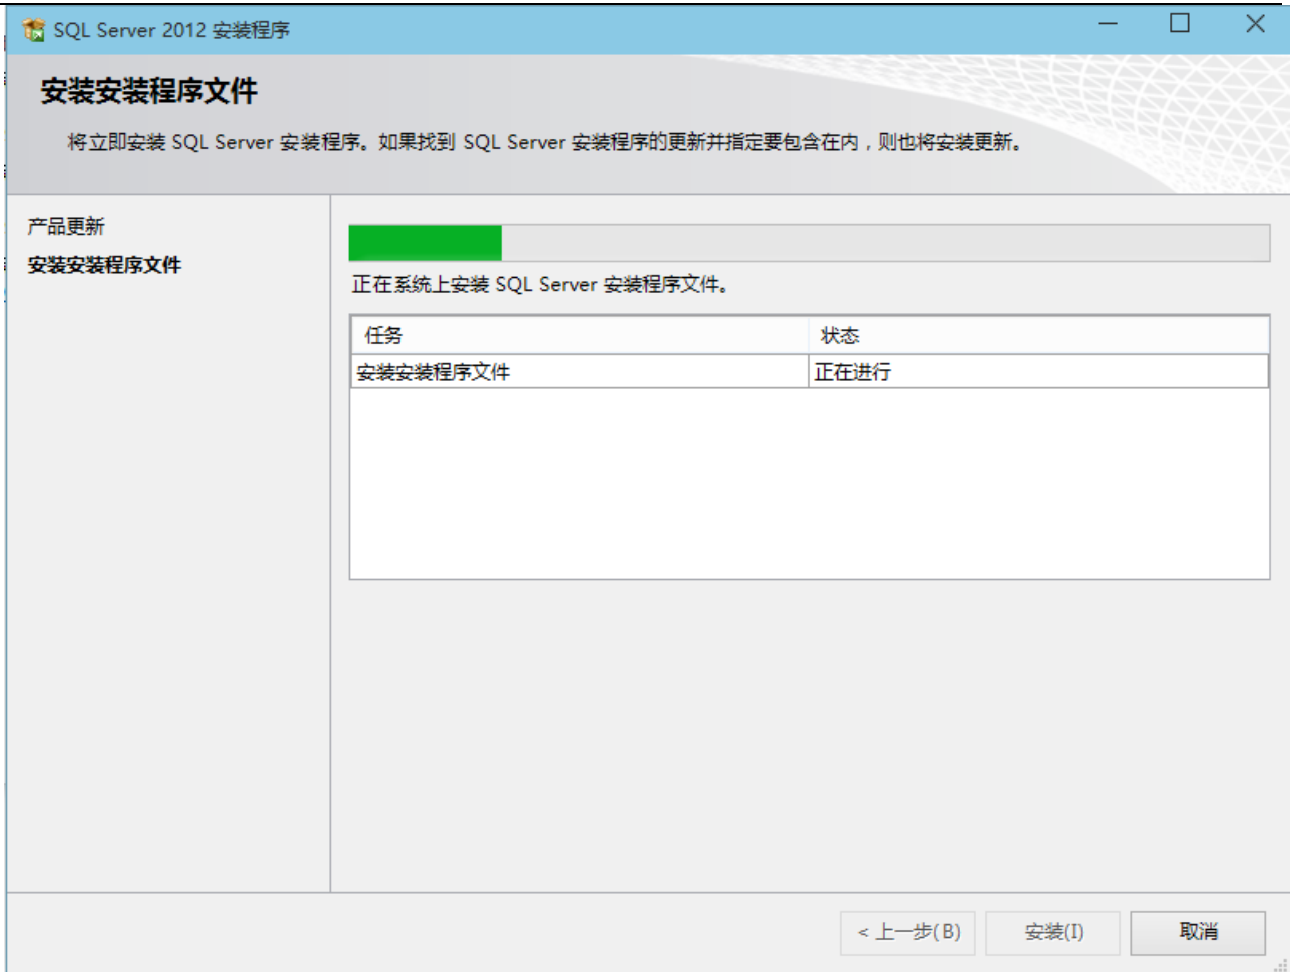 SQL Server 2012 安装程序
安装安装程序文件
将立即安装 SQL Server 安装程序。如果找到 SQL Server 安装程序的更新并指定要包含在内，则也将安装更新。
产品更新
安装安装程序文件
正在系统上安装 SQL Server 安装程序文件。
任务 状态
安装安装程序文件 正在进行
< 上一步(B) 安装(I) 取消